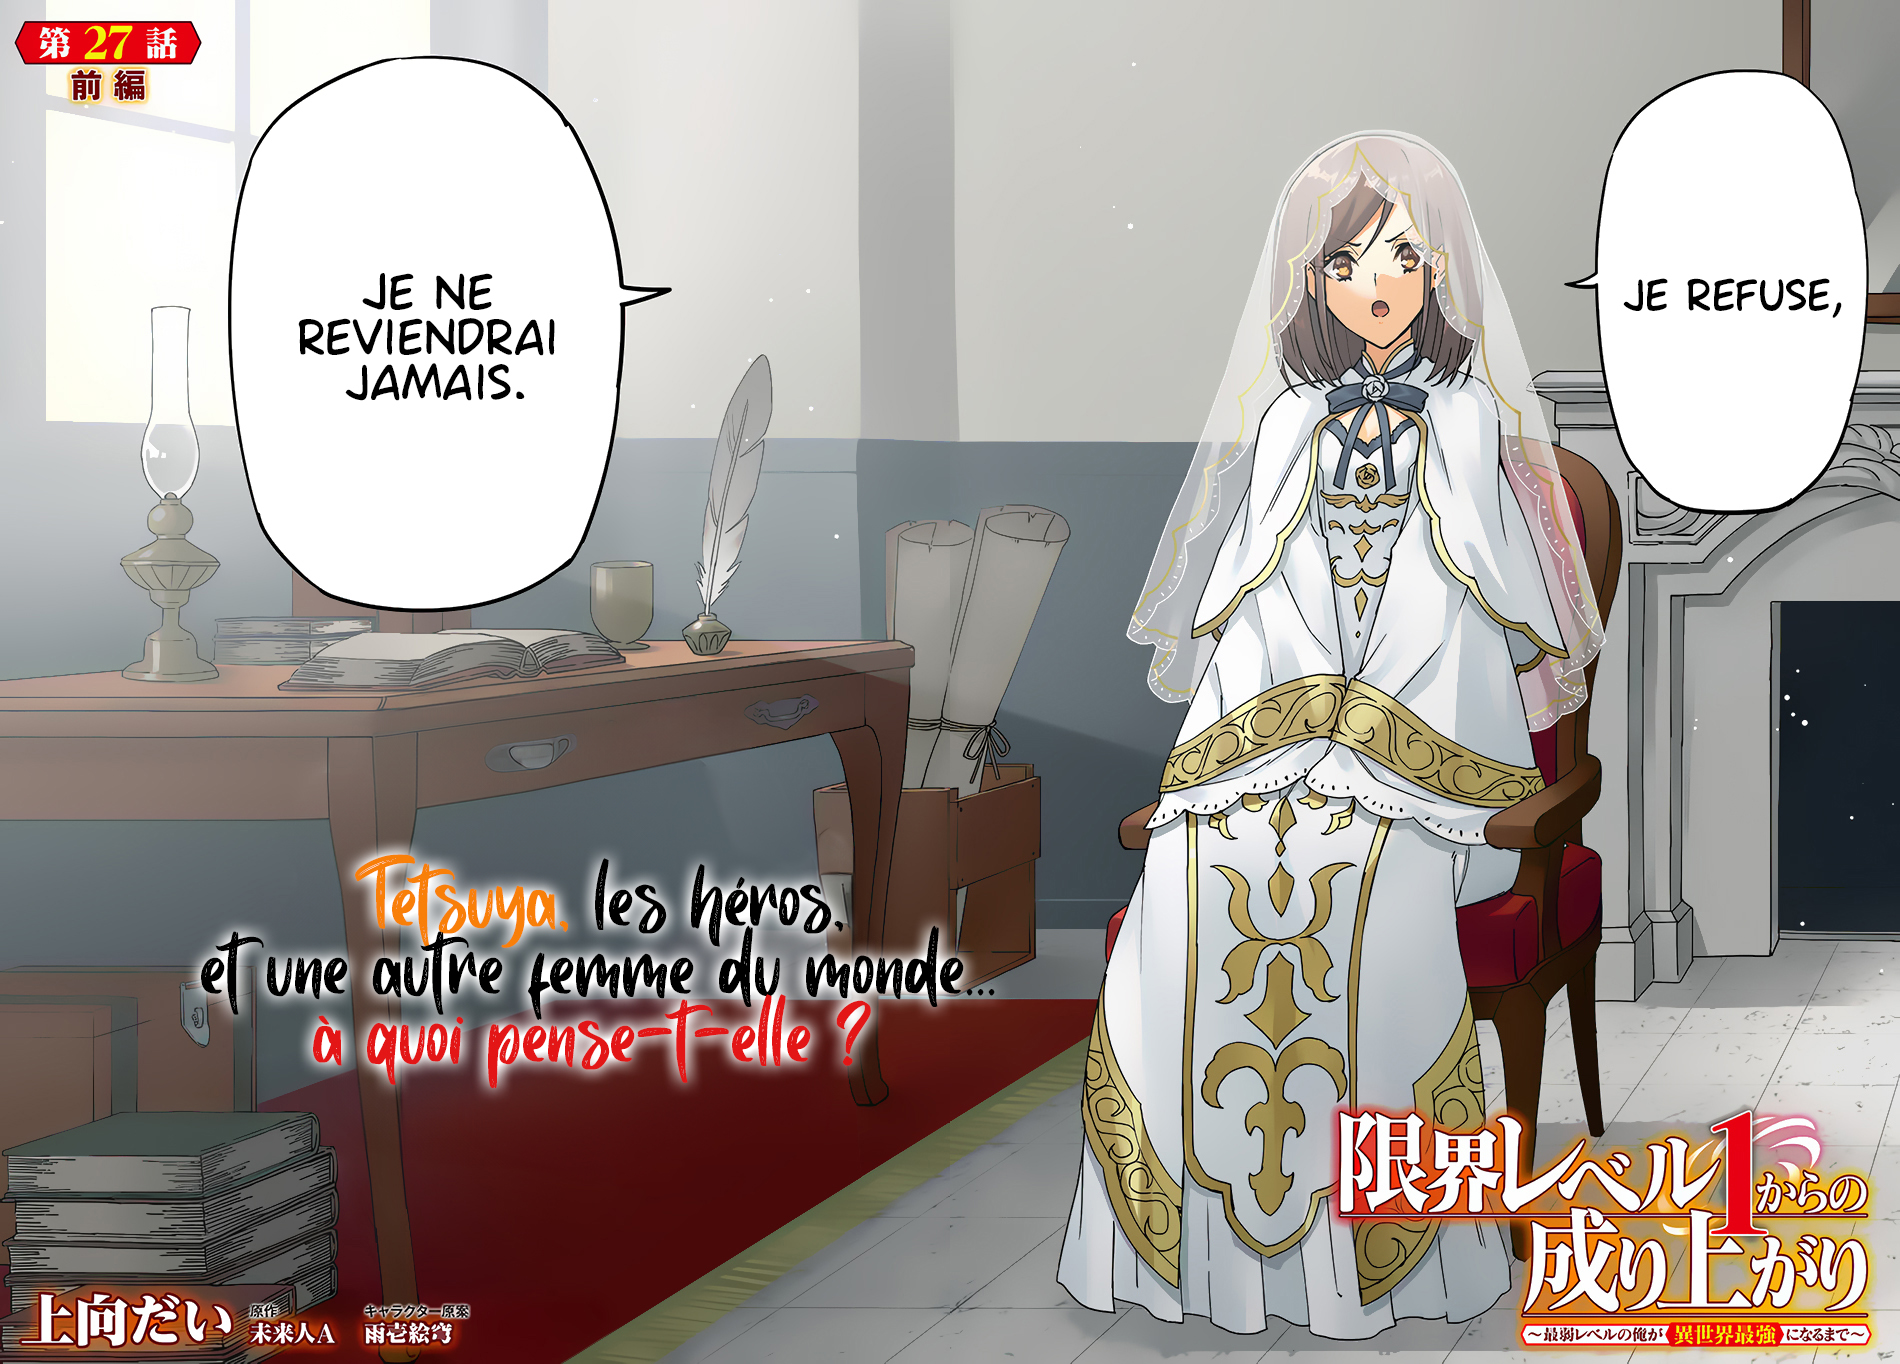 第27話
前編
JE REFUSE,
JE NE
REVIENDRAI
JAMAIS.
Tetsuya, les héros,
et une autre femme du monde...
à quoi pense-t-elle ?
限界レベル1からの
成り上がり
～最弱レベルの俺が異世界最強になるまで～
上向だい
原作
未来人A
キャラクター原案
雨壱絵穹